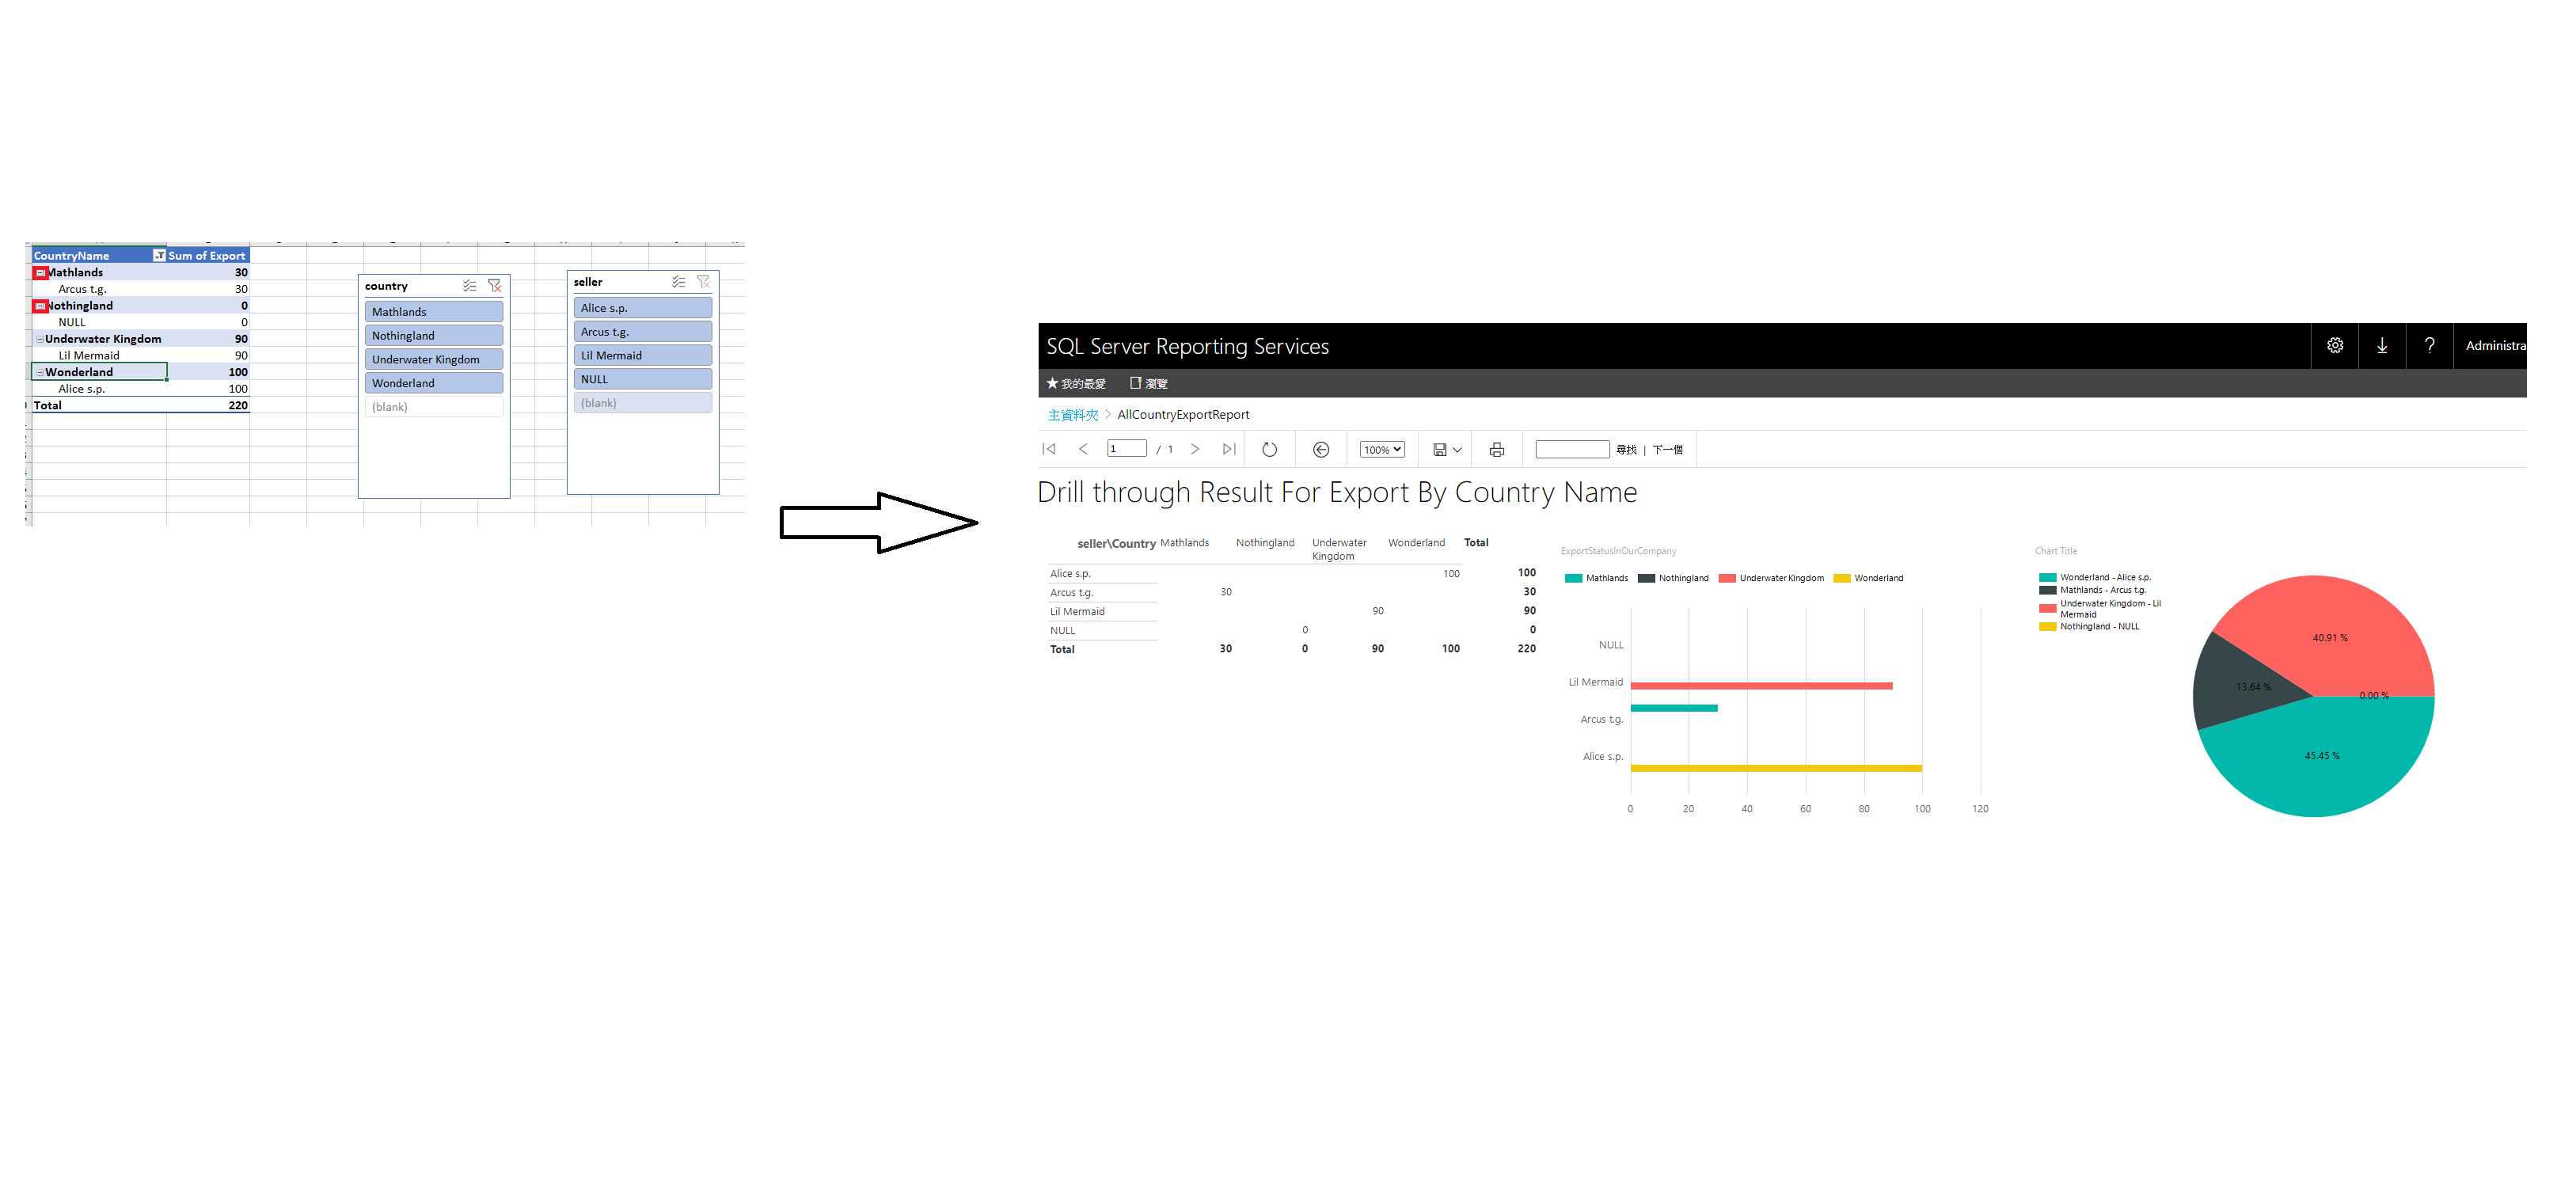 CountryName Sum of Export
Mathlands 30
Arcus t.g. 30
Nothingland 0
NULL 0
Underwater Kingdom 90
Lil Mermaid 90
Wonderland 100
Alice s.p. 100
Total 220
country
Mathlands
Nothingland
Underwater Kingdom
Wonderland
(blank)
seller
Alice s.p.
Arcus t.g.
Lil Mermaid
NULL
(blank)
SQL Server Reporting Services
Administra
我的最愛 瀏覽
主資料夾 > AllCountryExportReport
1 / 1 100% 尋找 | 下一個
Drill through Result For Export By Country Name
seller\Country Mathlands Nothingland Underwater Kingdom Wonderland Total
Alice s.p. 100 100
Arcus t.g. 30 30
Lil Mermaid 90 90
NULL 0 0
Total 30 0 90 100 220
ExportStatusInOurCompany
Mathlands Nothingland Underwater Kingdom Wonderland
NULL
Lil Mermaid
Arcus t.g.
Alice s.p.
0 20 40 60 80 100 120
Chart Title
Wonderland - Alice s.p.
Mathlands - Arcus t.g.
Underwater Kingdom - Lil
Mermaid
Nothingland - NULL
40.91 %
13.64 %
0.00 %
45.45 %